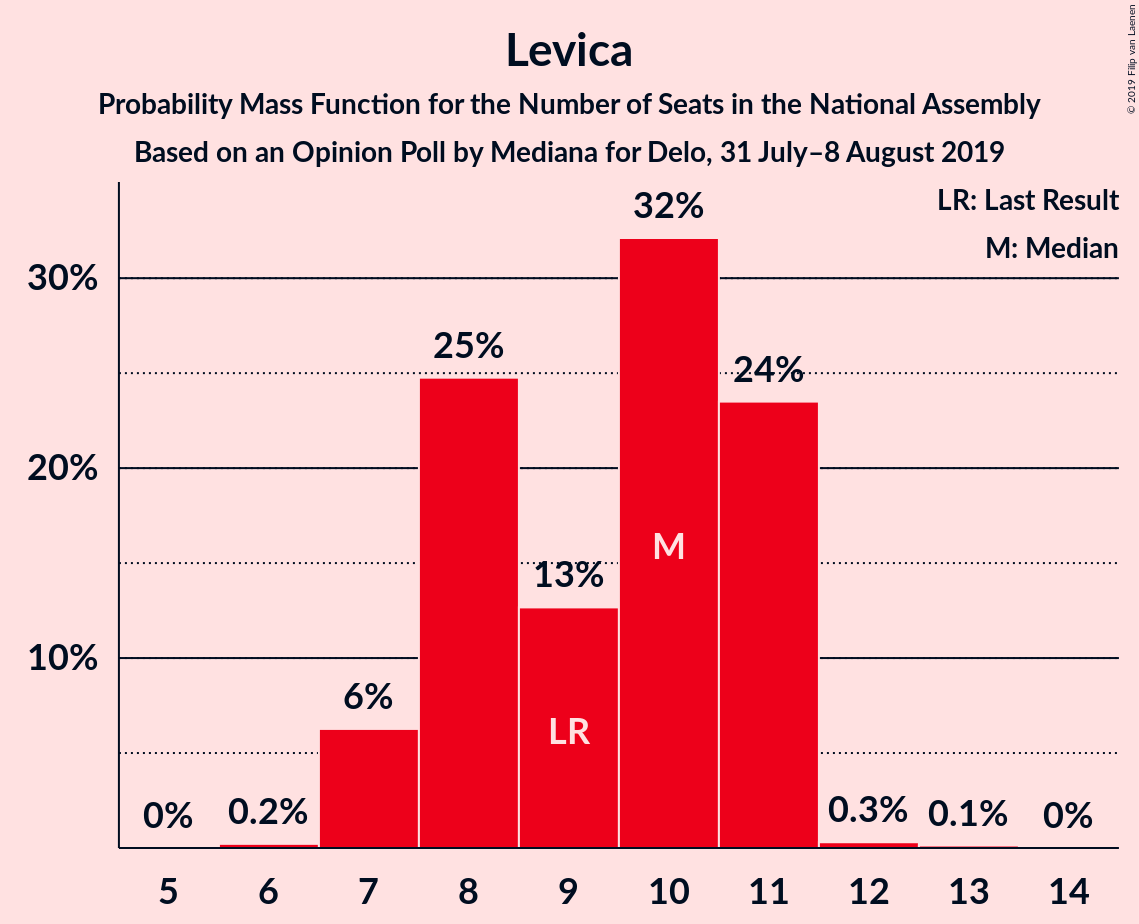 Levica
Probability Mass Function for the Number of Seats in the National Assembly
Based on an Opinion Poll by Mediana for Delo, 31 July–8 August 2019
© 2019 Filip van Laenen
LR: Last Result
M: Median
30%
20%
10%
0%
0.2%
6%
25%
13%
32%
24%
0.3%
0.1%
0%
LR
M
5 6 7 8 9 10 11 12 13 14